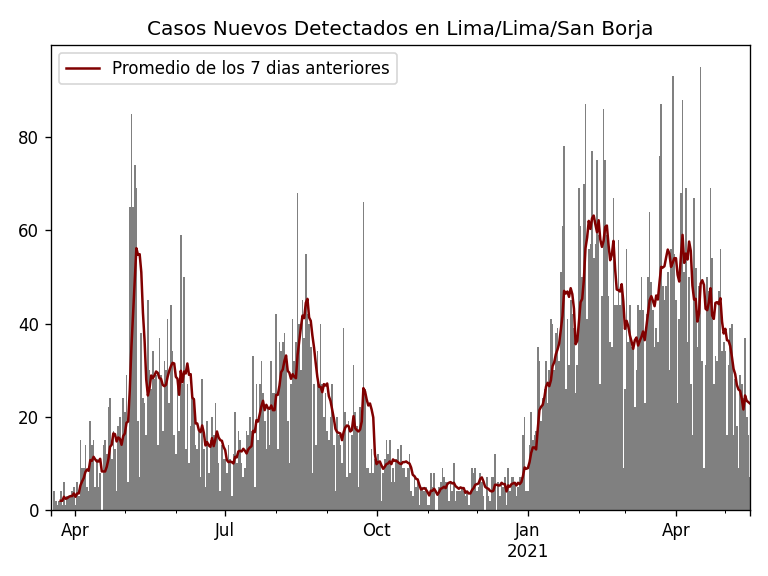 Casos Nuevos Detectados en Lima/Lima/San Borja
Promedio de los 7 dias anteriores
80
60
40
20
0
Apr
Jul
Oct
Jan
2021
Apr